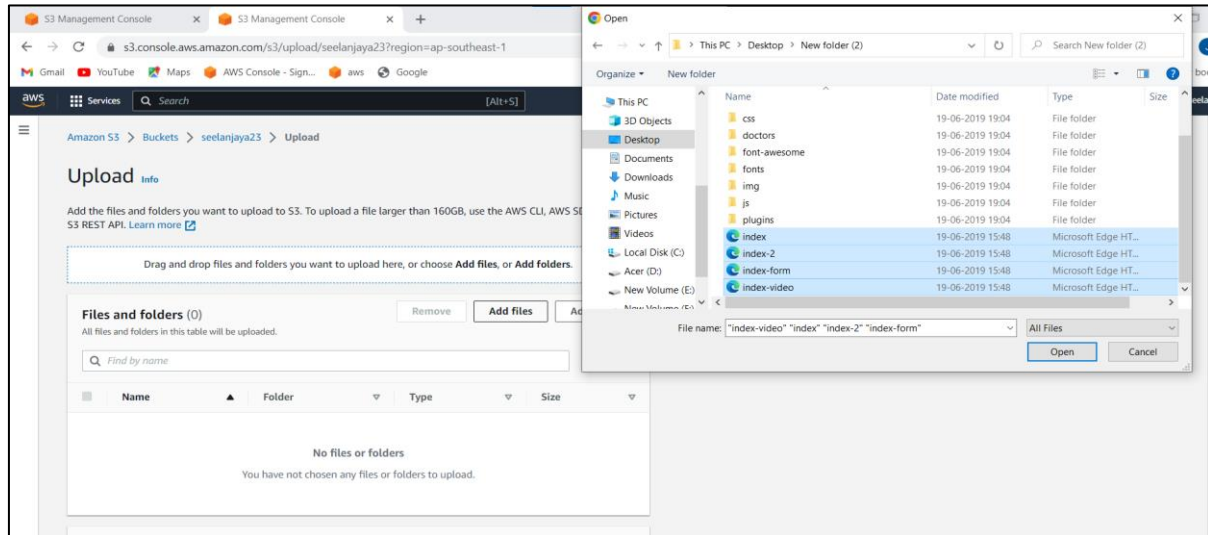 S3 Management Console
S3 Management Console
s3.console.aws.amazon.com/s3/upload/seelanjaya23?region=ap-southeast-1
Gmail YouTube Maps AWS Console - Sign... aws Google
aws Services Search [Alt+S]
Amazon S3 > Buckets > seelanjaya23 > Upload
Upload Info
Add the files and folders you want to upload to S3. To upload a file larger than 160GB, use the AWS CLI, AWS SD
S3 REST API. Learn more
Drag and drop files and folders you want to upload here, or choose Add files, or Add folders.
Files and folders (0) Remove Add files Ad
All files and folders in this table will be uploaded.
Find by name
Name Folder Type Size
No files or folders
You have not chosen any files or folders to upload.
Open
This PC > Desktop > New folder (2) Search New folder (2)
Organize New folder
This PC
3D Objects
Desktop
Documents
Downloads
Music
Pictures
Videos
Local Disk (C:)
Acer (D:)
New Volume (E:)
Name Date modified Type Size
css 19-06-2019 19:04 File folder
doctors 19-06-2019 19:04 File folder
font-awesome 19-06-2019 19:04 File folder
fonts 19-06-2019 19:04 File folder
img 19-06-2019 19:04 File folder
js 19-06-2019 19:04 File folder
plugins 19-06-2019 19:04 File folder
index 19-06-2019 15:48 Microsoft Edge HT...
index-2 19-06-2019 15:48 Microsoft Edge HT...
index-form 19-06-2019 15:48 Microsoft Edge HT...
index-video 19-06-2019 15:48 Microsoft Edge HT...
File name: "index-video" "index" "index-2" "index-form" All Files
Open Cancel